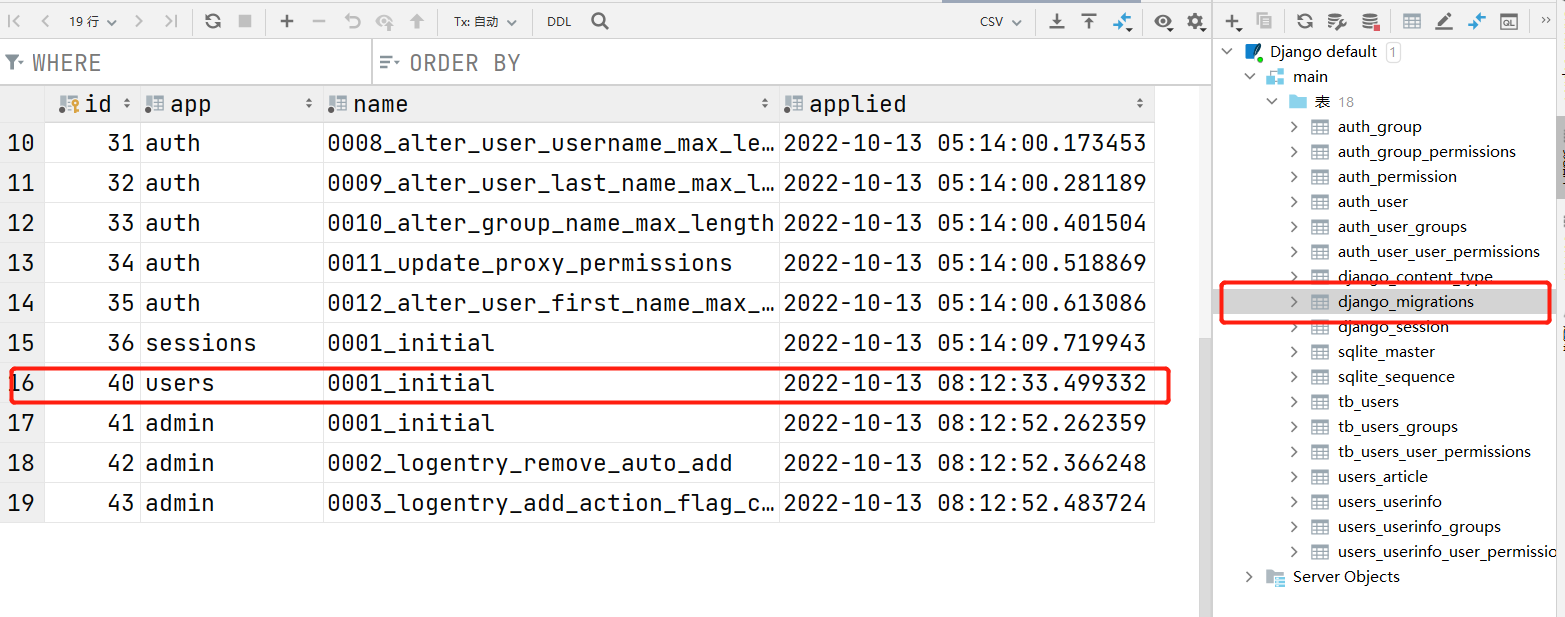 19 行
Tx: 自动
DDL
CSV
WHERE
ORDER BY
id app name applied
10 31 auth 0008_alter_user_username_max_le… 2022-10-13 05:14:00.173453
11 32 auth 0009_alter_user_last_name_max_l… 2022-10-13 05:14:00.281189
12 33 auth 0010_alter_group_name_max_length 2022-10-13 05:14:00.401504
13 34 auth 0011_update_proxy_permissions 2022-10-13 05:14:00.518869
14 35 auth 0012_alter_user_first_name_max_… 2022-10-13 05:14:00.613086
15 36 sessions 0001_initial 2022-10-13 05:14:09.719943
16 40 users 0001_initial 2022-10-13 08:12:33.499332
17 41 admin 0001_initial 2022-10-13 08:12:52.262359
18 42 admin 0002_logentry_remove_auto_add 2022-10-13 08:12:52.366248
19 43 admin 0003_logentry_add_action_flag_c… 2022-10-13 08:12:52.483724
QL
Django default 1
main
表 18
auth_group
auth_group_permissions
auth_permission
auth_user
auth_user_groups
auth_user_user_permissions
django_content_type
django_migrations
django_session
sqlite_master
sqlite_sequence
tb_users
tb_users_groups
tb_users_user_permissions
users_article
users_userinfo
users_userinfo_groups
users_userinfo_user_permissio
Server Objects